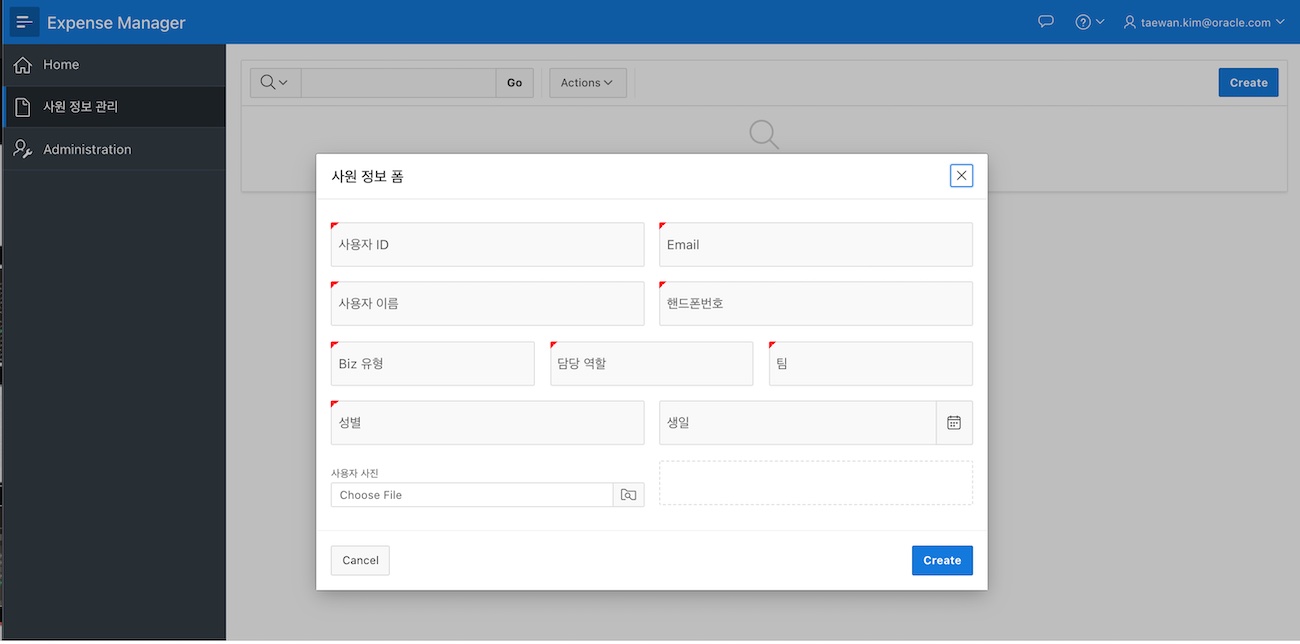 Expense Manager
taewan.kim@oracle.com
Home
사원 정보 관리
Administration
Go
Actions
Create
사원 정보 폼
사용자 ID
Email
사용자 이름
핸드폰번호
Biz 유형
담당 역할
팀
성별
생일
사용자 사진
Choose File
Cancel
Create